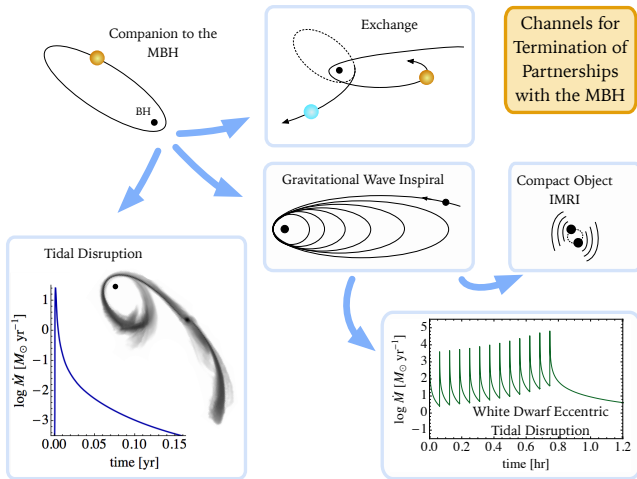 Companion to the
MBH
BH
Exchange
Channels for
Termination of
Partnerships
with the MBH
Gravitational Wave Inspiral
Compact Object
IMRI
Tidal Disruption
log Ṁ [M⊙ yr⁻¹]
1
0
−1
−2
−3
0.00 0.05 0.10 0.15
time [yr]
log Ṁ [M⊙ yr⁻¹]
5
4
3
2
1
0
−1
White Dwarf Eccentric
Tidal Disruption
0. 0.2 0.4 0.6 0.8 1. 1.2
time [hr]